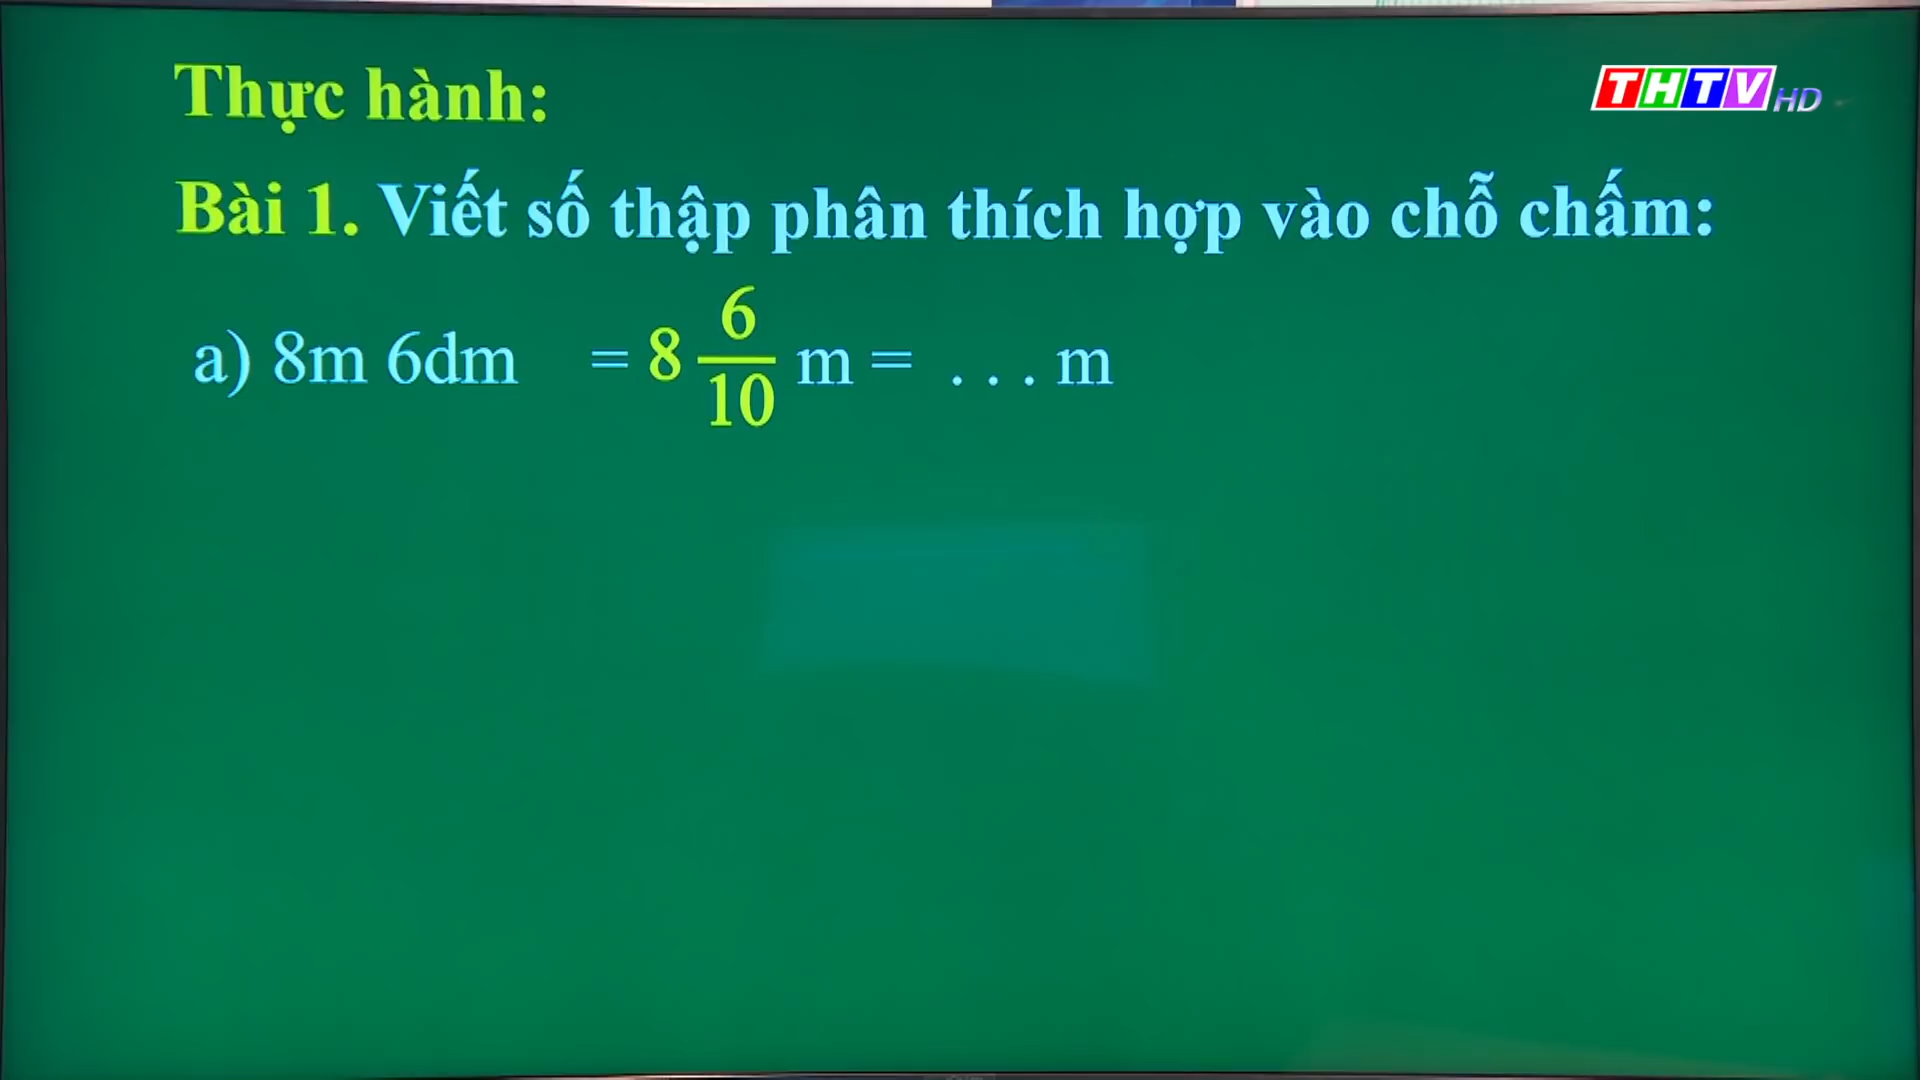 THTV HD
Thực hành:
Bài 1. Viết số thập phân thích hợp vào chỗ chấm:
a) 8m 6dm = 8 6/10 m = . . . m